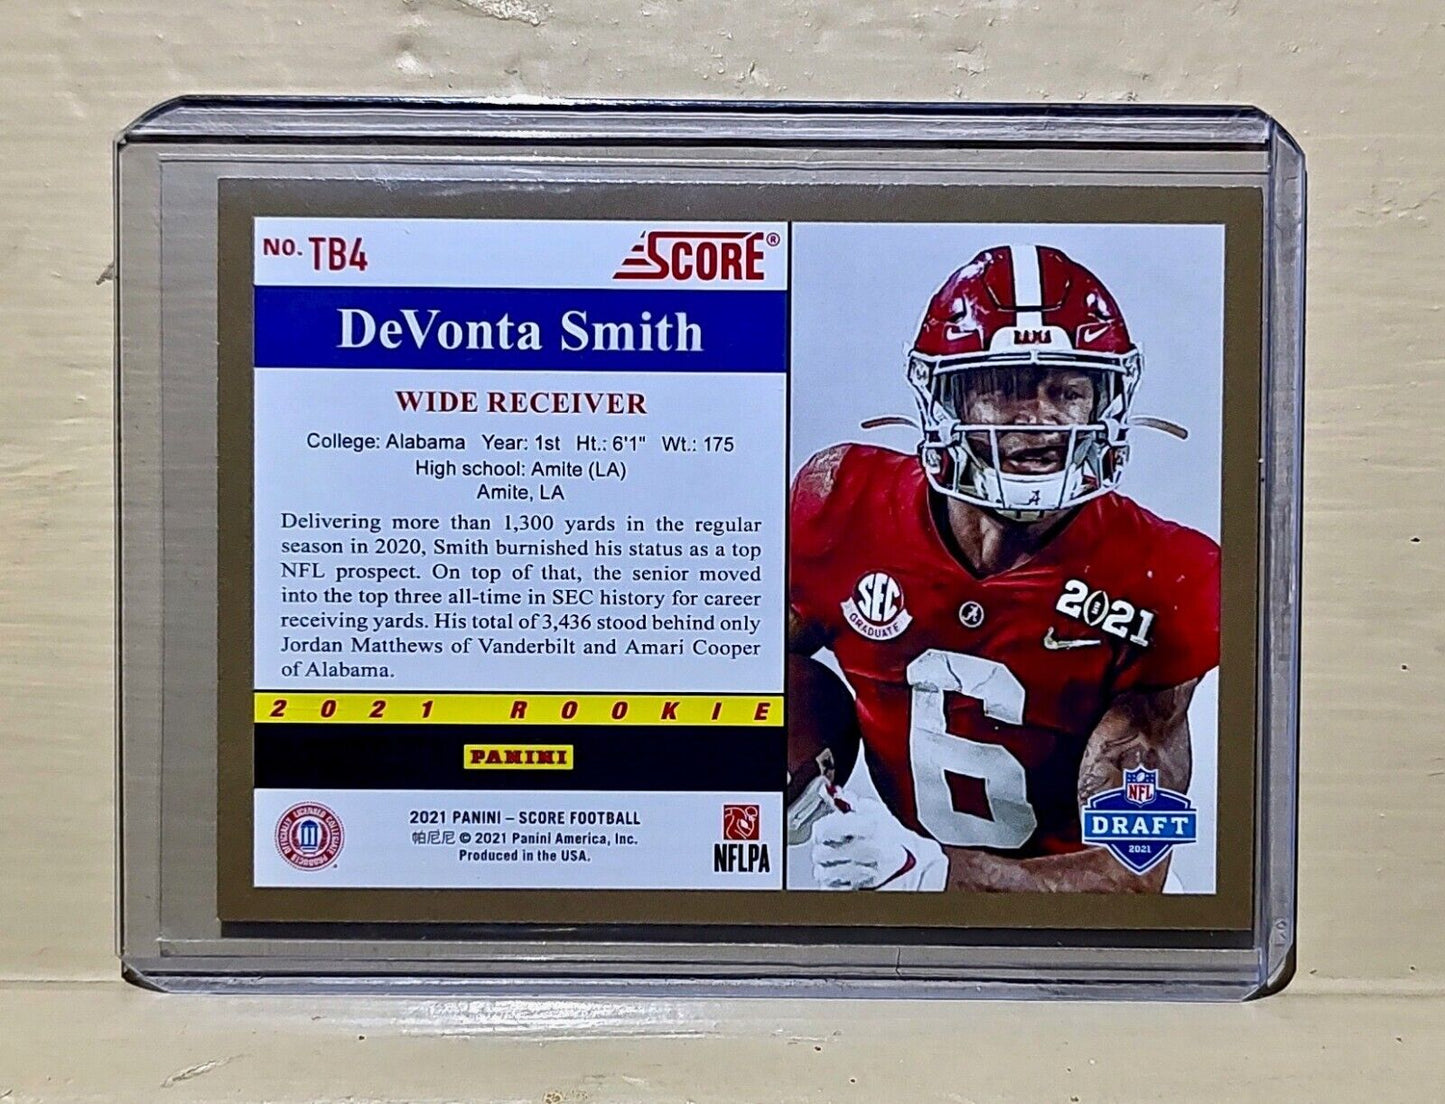 NO. TB4
SCORE®
DeVonta Smith
WIDE RECEIVER
College: Alabama Year: 1st Ht.: 6'1" Wt.: 175
High school: Amite (LA)
Amite, LA
Delivering more than 1,300 yards in the regular
season in 2020, Smith burnished his status as a top
NFL prospect. On top of that, the senior moved
into the top three all-time in SEC history for career
receiving yards. His total of 3,436 stood behind only
Jordan Matthews of Vanderbilt and Amari Cooper
of Alabama.
2021 ROOKIE
PANINI
OFFICIALLY LICENSED COLLEGIATE PRODUCTS
2021 PANINI – SCORE FOOTBALL
帕尼尼 © 2021 Panini America, Inc.
Produced in the USA.
NFLPA
BAMA
A
SEC
GRADUATE
A
2021
6
NFL
DRAFT
2021